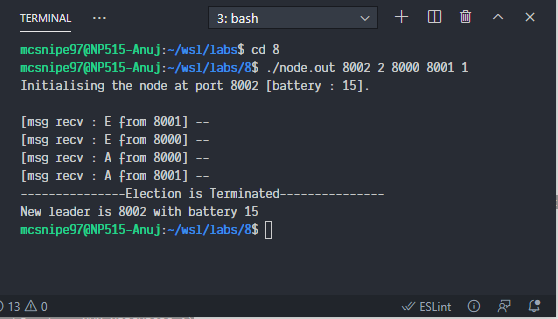 TERMINAL ··· 3: bash
mcsnipe97@NP515-Anuj:~/wsl/labs$ cd 8
mcsnipe97@NP515-Anuj:~/wsl/labs/8$ ./node.out 8002 2 8000 8001 1
Initialising the node at port 8002 [battery : 15].
[msg recv : E from 8001] --
[msg recv : E from 8000] --
[msg recv : A from 8000] --
[msg recv : A from 8001] --
---------------Election is Terminated---------------
New leader is 8002 with battery 15
mcsnipe97@NP515-Anuj:~/wsl/labs/8$
13 0 ESLint